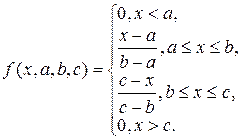 f(x,a,b,c) = { 0, x < a,
(x − a)/(b − a), a ≤ x ≤ b,
(c − x)/(c − b), b ≤ x ≤ c,
0, x > c.